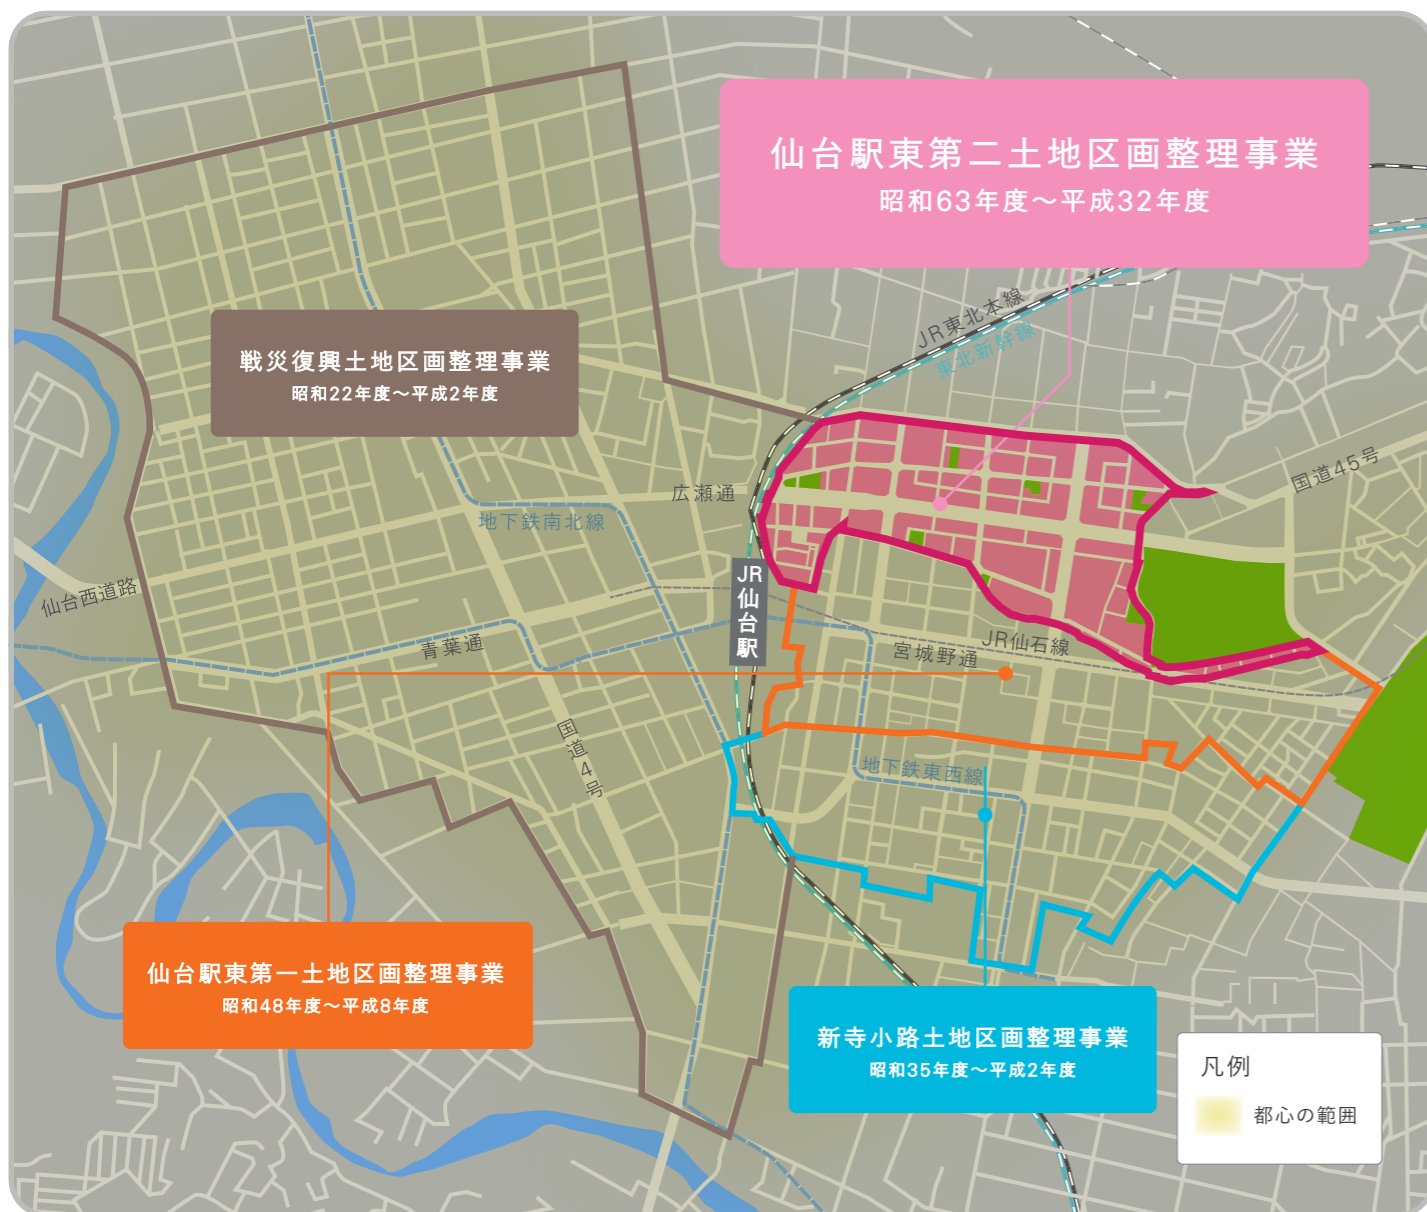 仙台駅東第二土地区画整理事業
昭和63年度～平成32年度
JR東北本線
東北新幹線
戦災復興土地区画整理事業
昭和22年度～平成2年度
国道45号
広瀬通
地下鉄南北線
JR仙台駅
仙台西道路
青葉通
宮城野通
JR仙石線
国道4号
地下鉄東西線
仙台駅東第一土地区画整理事業
昭和48年度～平成8年度
新寺小路土地区画整理事業
昭和35年度～平成2年度
凡例
都心の範囲